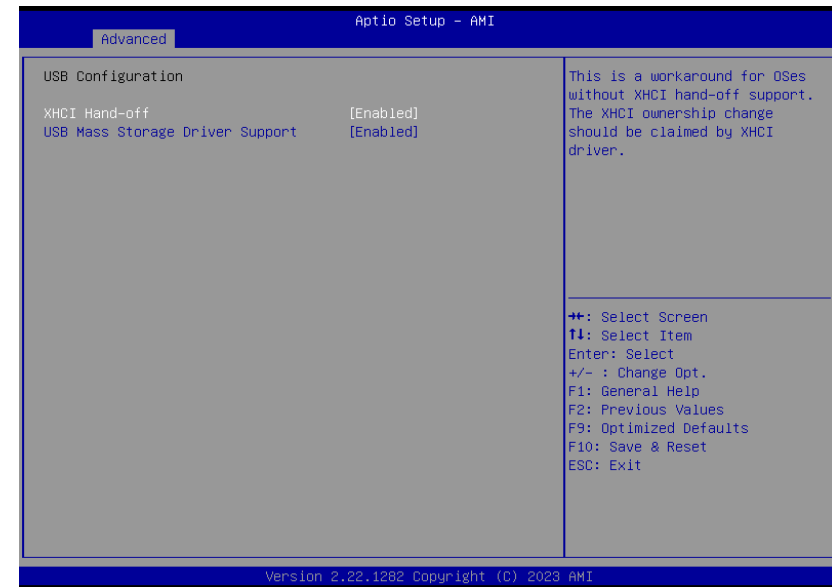 Aptio Setup – AMI
Advanced
USB Configuration
XHCI Hand-off [Enabled]
USB Mass Storage Driver Support [Enabled]
This is a workaround for OSes
without XHCI hand-off support.
The XHCI ownership change
should be claimed by XHCI
driver.
→←: Select Screen
↑↓: Select Item
Enter: Select
+/- : Change Opt.
F1: General Help
F2: Previous Values
F9: Optimized Defaults
F10: Save & Reset
ESC: Exit
Version 2.22.1282 Copyright (C) 2023 AMI